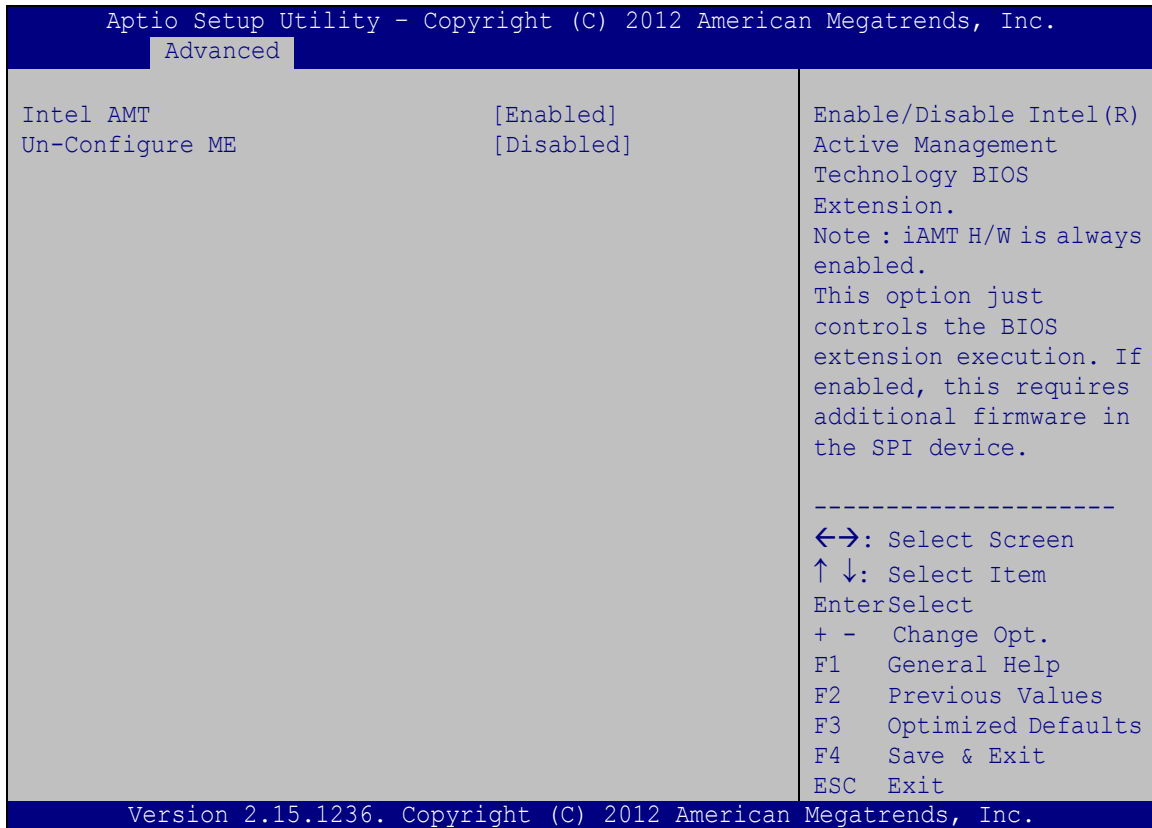 Aptio Setup Utility – Copyright (C) 2012 American Megatrends, Inc.
Advanced
Intel AMT [Enabled]
Un-Configure ME [Disabled]
Enable/Disable Intel(R)
Active Management
Technology BIOS
Extension.
Note : iAMT H/W is always
enabled.
This option just
controls the BIOS
extension execution. If
enabled, this requires
additional firmware in
the SPI device.
---------------------
←→: Select Screen
↑ ↓: Select Item
EnterSelect
+ - Change Opt.
F1 General Help
F2 Previous Values
F3 Optimized Defaults
F4 Save & Exit
ESC Exit
Version 2.15.1236. Copyright (C) 2012 American Megatrends, Inc.